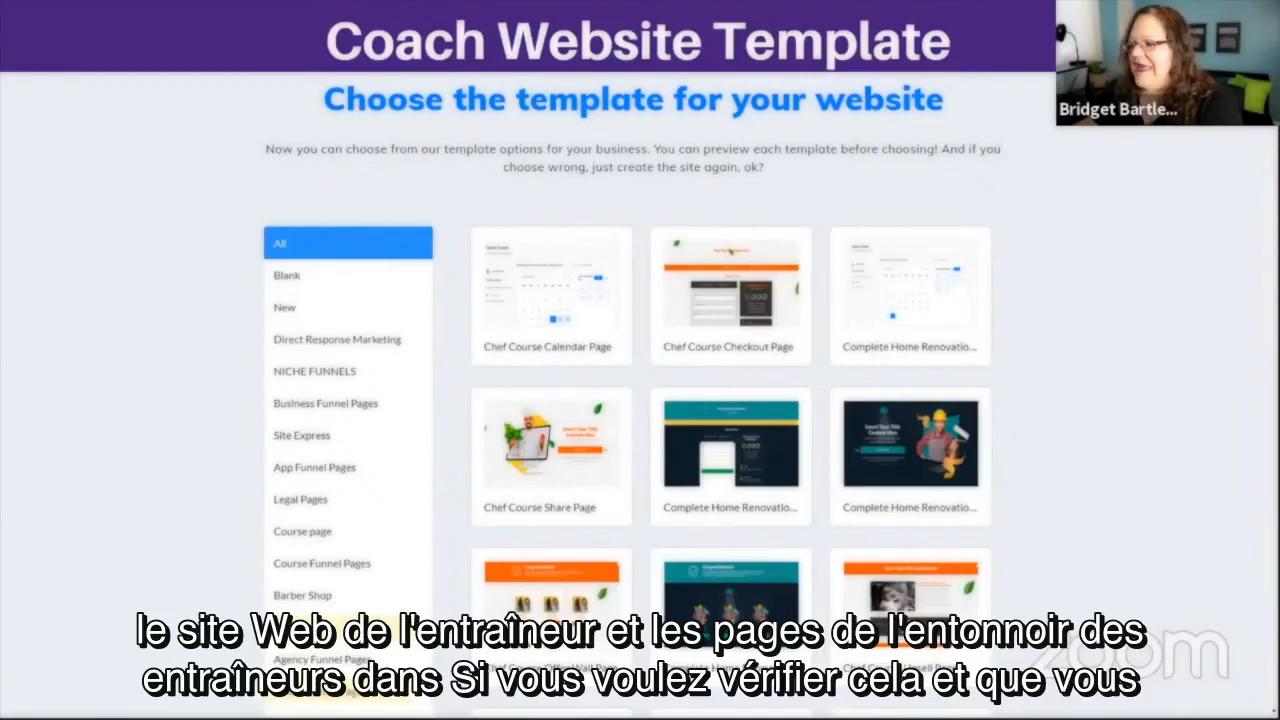 Coach Website Template
Choose the template for your website
Bridget Bartle...
Now you can choose from our template options for your business. You can preview each template before choosing! And if you
choose wrong, just create the site again, ok?
All
Blank
New
Direct Response Marketing
NICHE FUNNELS
Business Funnel Pages
Site Express
App Funnel Pages
Legal Pages
Course page
Course Funnel Pages
Barber Shop
Agency Funnel Pages
Chef Course Calendar Page
Chef Course Checkout Page
Complete Home Renovatio...
Chef Course Share Page
Complete Home Renovatio...
Complete Home Renovatio...
le site Web de l'entraîneur et les pages de l'entonnoir des
entraîneurs dans Si vous voulez vérifier cela et que vous
zoom